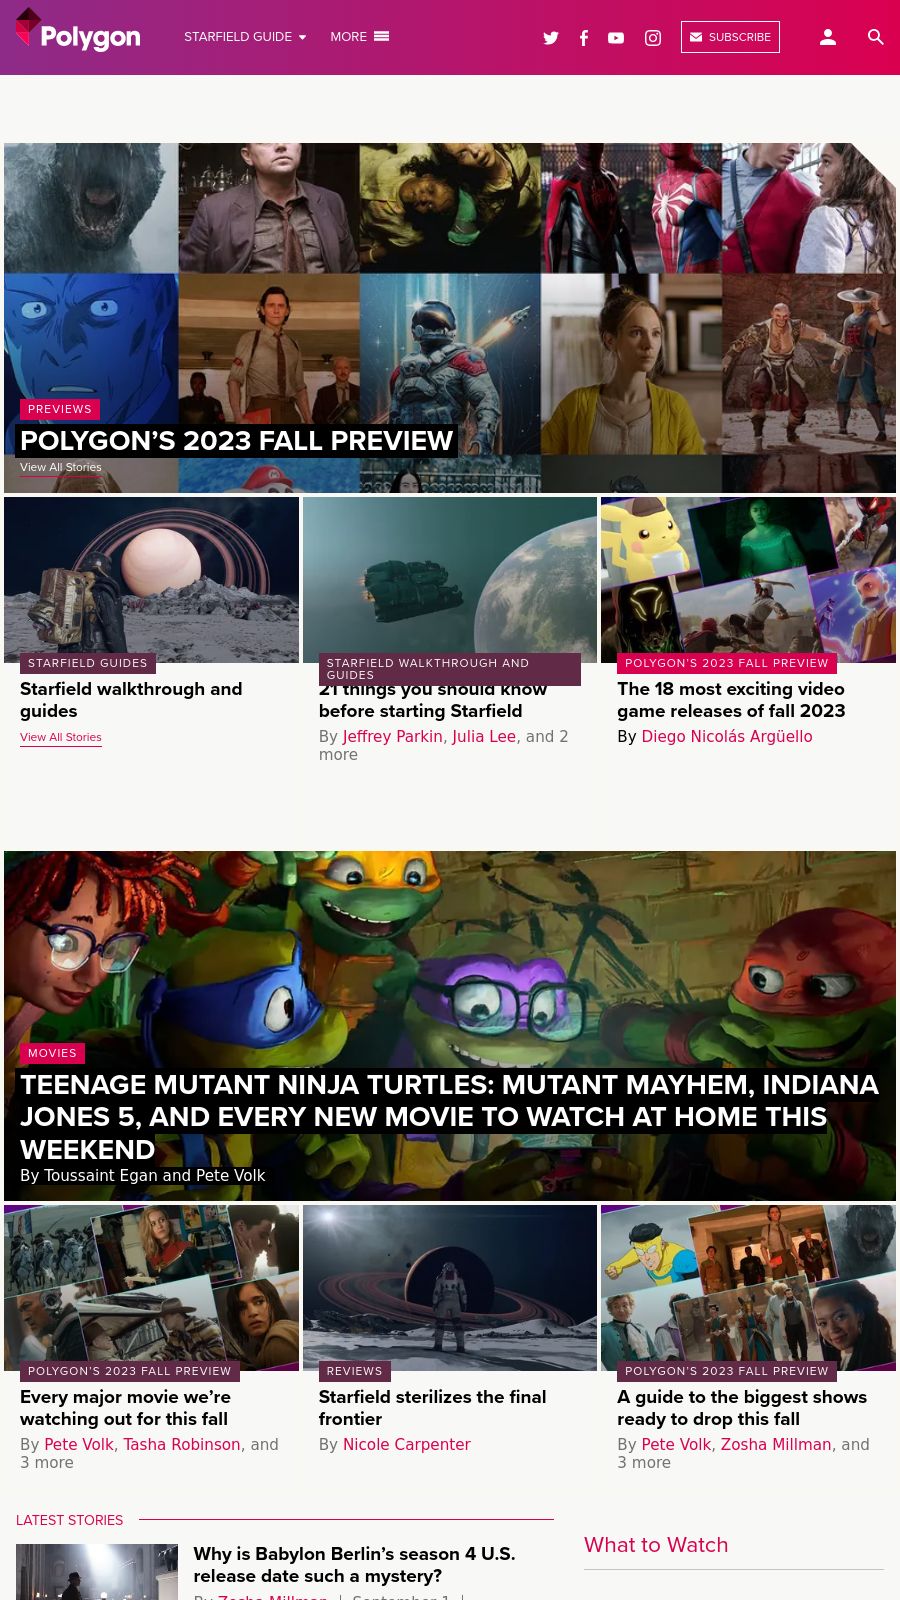 Polygon
STARFIELD GUIDE
MORE
SUBSCRIBE
PREVIEWS
POLYGON’S 2023 FALL PREVIEW
View All Stories
STARFIELD GUIDES
Starfield walkthrough and
guides
View All Stories
STARFIELD WALKTHROUGH AND
GUIDES
21 things you should know
before starting Starfield
By Jeffrey Parkin, Julia Lee, and 2
more
POLYGON’S 2023 FALL PREVIEW
The 18 most exciting video
game releases of fall 2023
By Diego Nicolás Argüello
MOVIES
TEENAGE MUTANT NINJA TURTLES: MUTANT MAYHEM, INDIANA
JONES 5, AND EVERY NEW MOVIE TO WATCH AT HOME THIS
WEEKEND
By Toussaint Egan and Pete Volk
POLYGON’S 2023 FALL PREVIEW
Every major movie we’re
watching out for this fall
By Pete Volk, Tasha Robinson, and
3 more
REVIEWS
Starfield sterilizes the final
frontier
By Nicole Carpenter
POLYGON’S 2023 FALL PREVIEW
A guide to the biggest shows
ready to drop this fall
By Pete Volk, Zosha Millman, and
3 more
LATEST STORIES
Why is Babylon Berlin’s season 4 U.S.
release date such a mystery?
By Zosha Millman | September 1 |
What to Watch